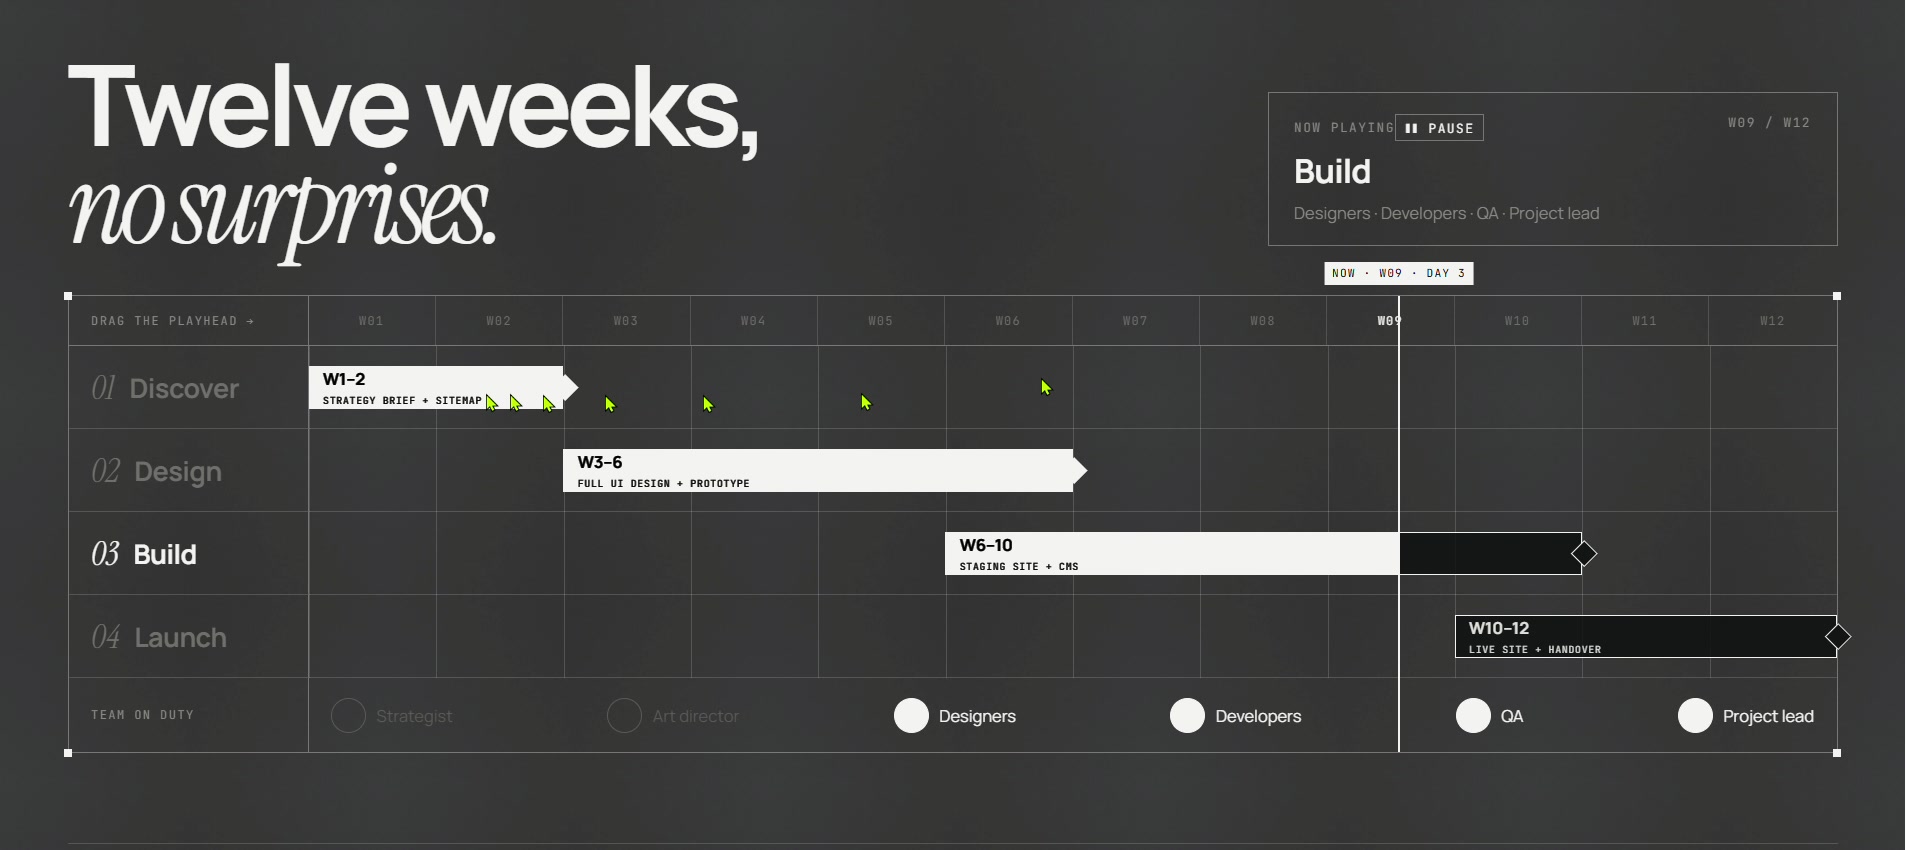 Twelve weeks,
no surprises.
NOW PLAYING
PAUSE
W09 / W12
Build
Designers · Developers · QA · Project lead
NOW · W09 · DAY 3
DRAG THE PLAYHEAD →
W01
W02
W03
W04
W05
W06
W07
W08
W09
W10
W11
W12
01 Discover
W1–2
STRATEGY BRIEF + SITEMAP
02 Design
W3–6
FULL UI DESIGN + PROTOTYPE
03 Build
W6–10
STAGING SITE + CMS
04 Launch
W10–12
LIVE SITE + HANDOVER
TEAM ON DUTY
Strategist
Art director
Designers
Developers
QA
Project lead